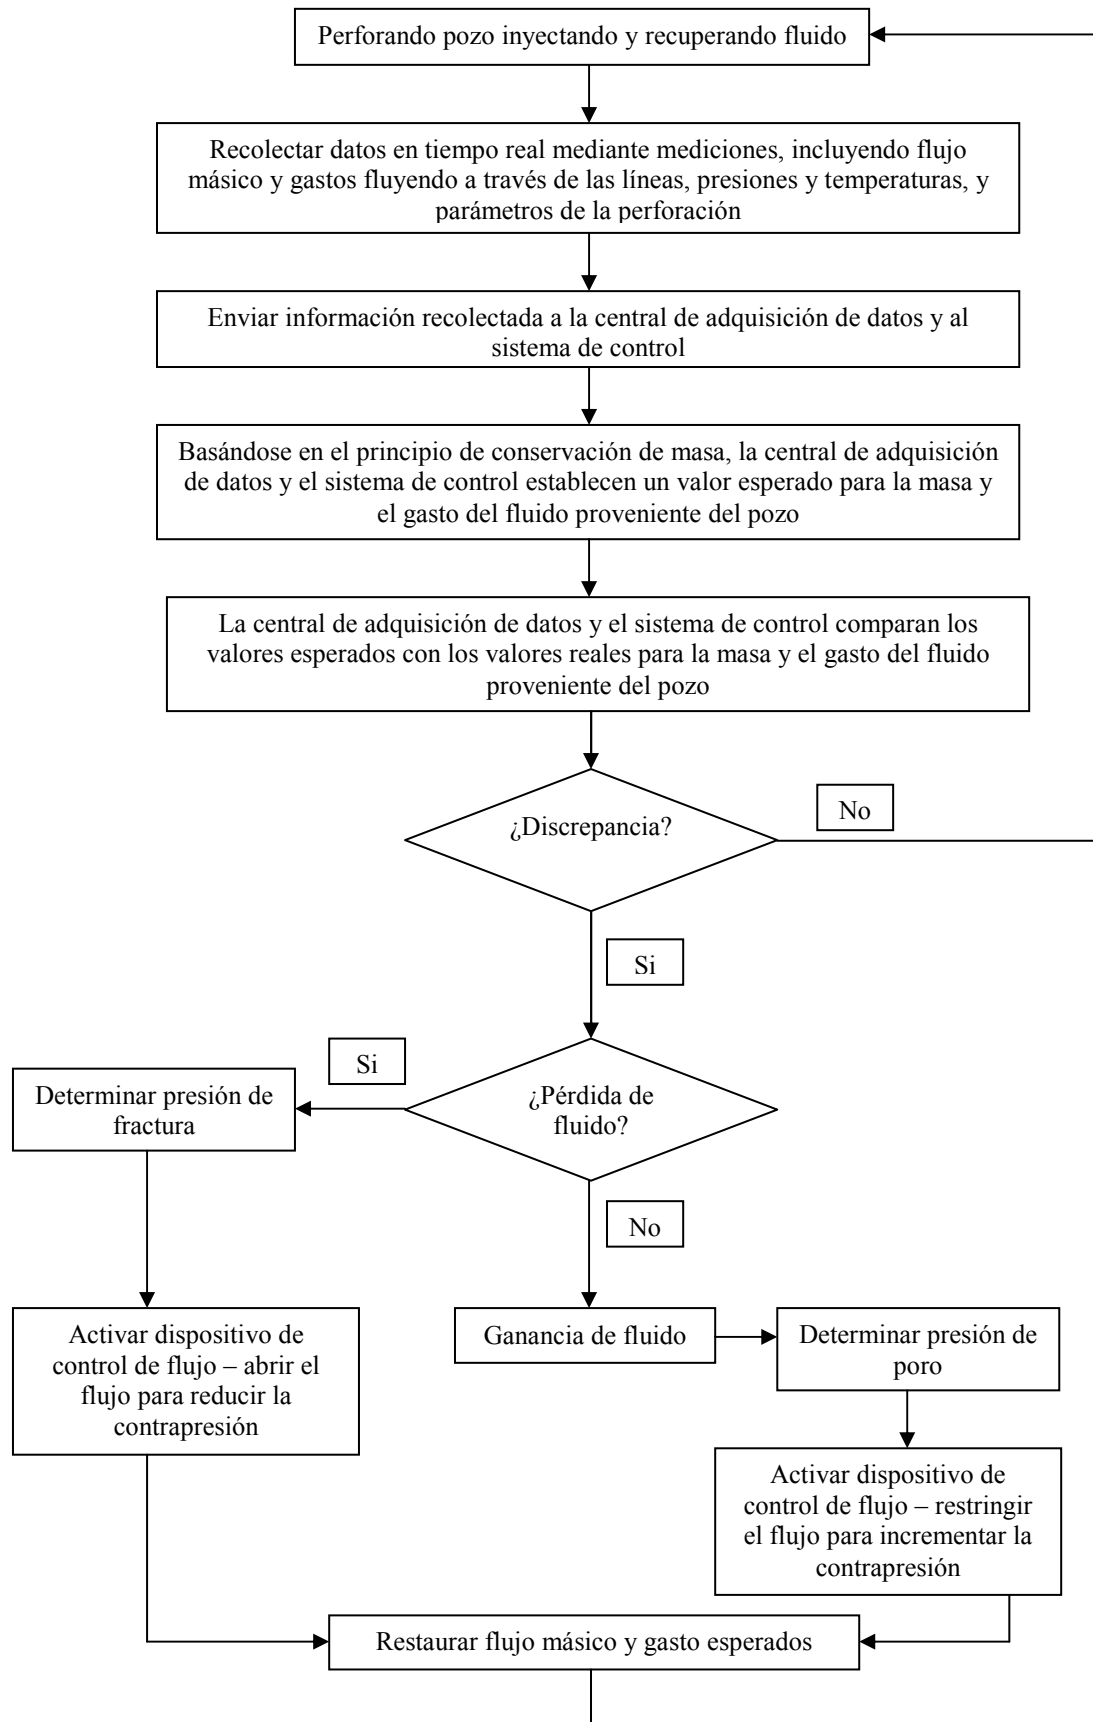 Perforando pozo inyectando y recuperando fluido
Recolectar datos en tiempo real mediante mediciones, incluyendo flujo
másico y gastos fluyendo a través de las líneas, presiones y temperaturas, y
parámetros de la perforación
Enviar información recolectada a la central de adquisición de datos y al
sistema de control
Basándose en el principio de conservación de masa, la central de adquisición
de datos y el sistema de control establecen un valor esperado para la masa y
el gasto del fluido proveniente del pozo
La central de adquisición de datos y el sistema de control comparan los
valores esperados con los valores reales para la masa y el gasto del fluido
proveniente del pozo
¿Discrepancia?
No
Si
¿Pérdida de
fluido?
Si
Determinar presión de
fractura
No
Activar dispositivo de
control de flujo – abrir el
flujo para reducir la
contrapresión
Ganancia de fluido
Determinar presión de
poro
Activar dispositivo de
control de flujo – restringir
el flujo para incrementar la
contrapresión
Restaurar flujo másico y gasto esperados